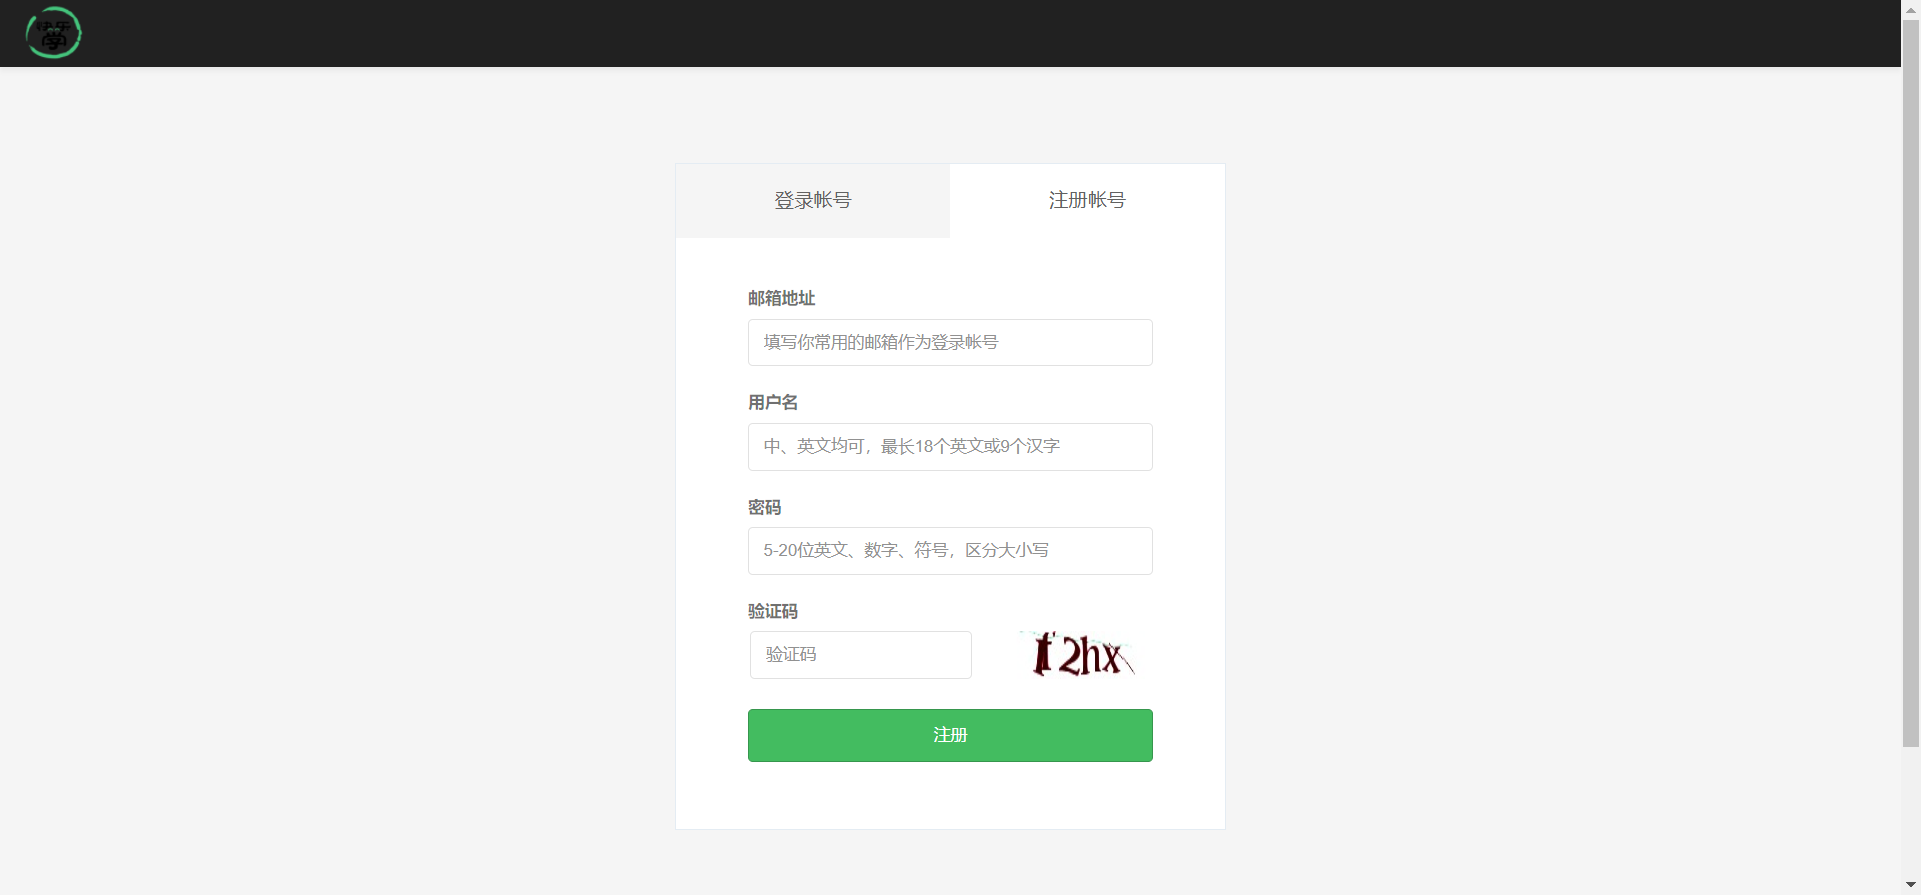 快乐
學
登录帐号
注册帐号
邮箱地址
填写你常用的邮箱作为登录帐号
用户名
中、英文均可，最长18个英文或9个汉字
密码
5-20位英文、数字、符号，区分大小写
验证码
验证码
f2hx
注册